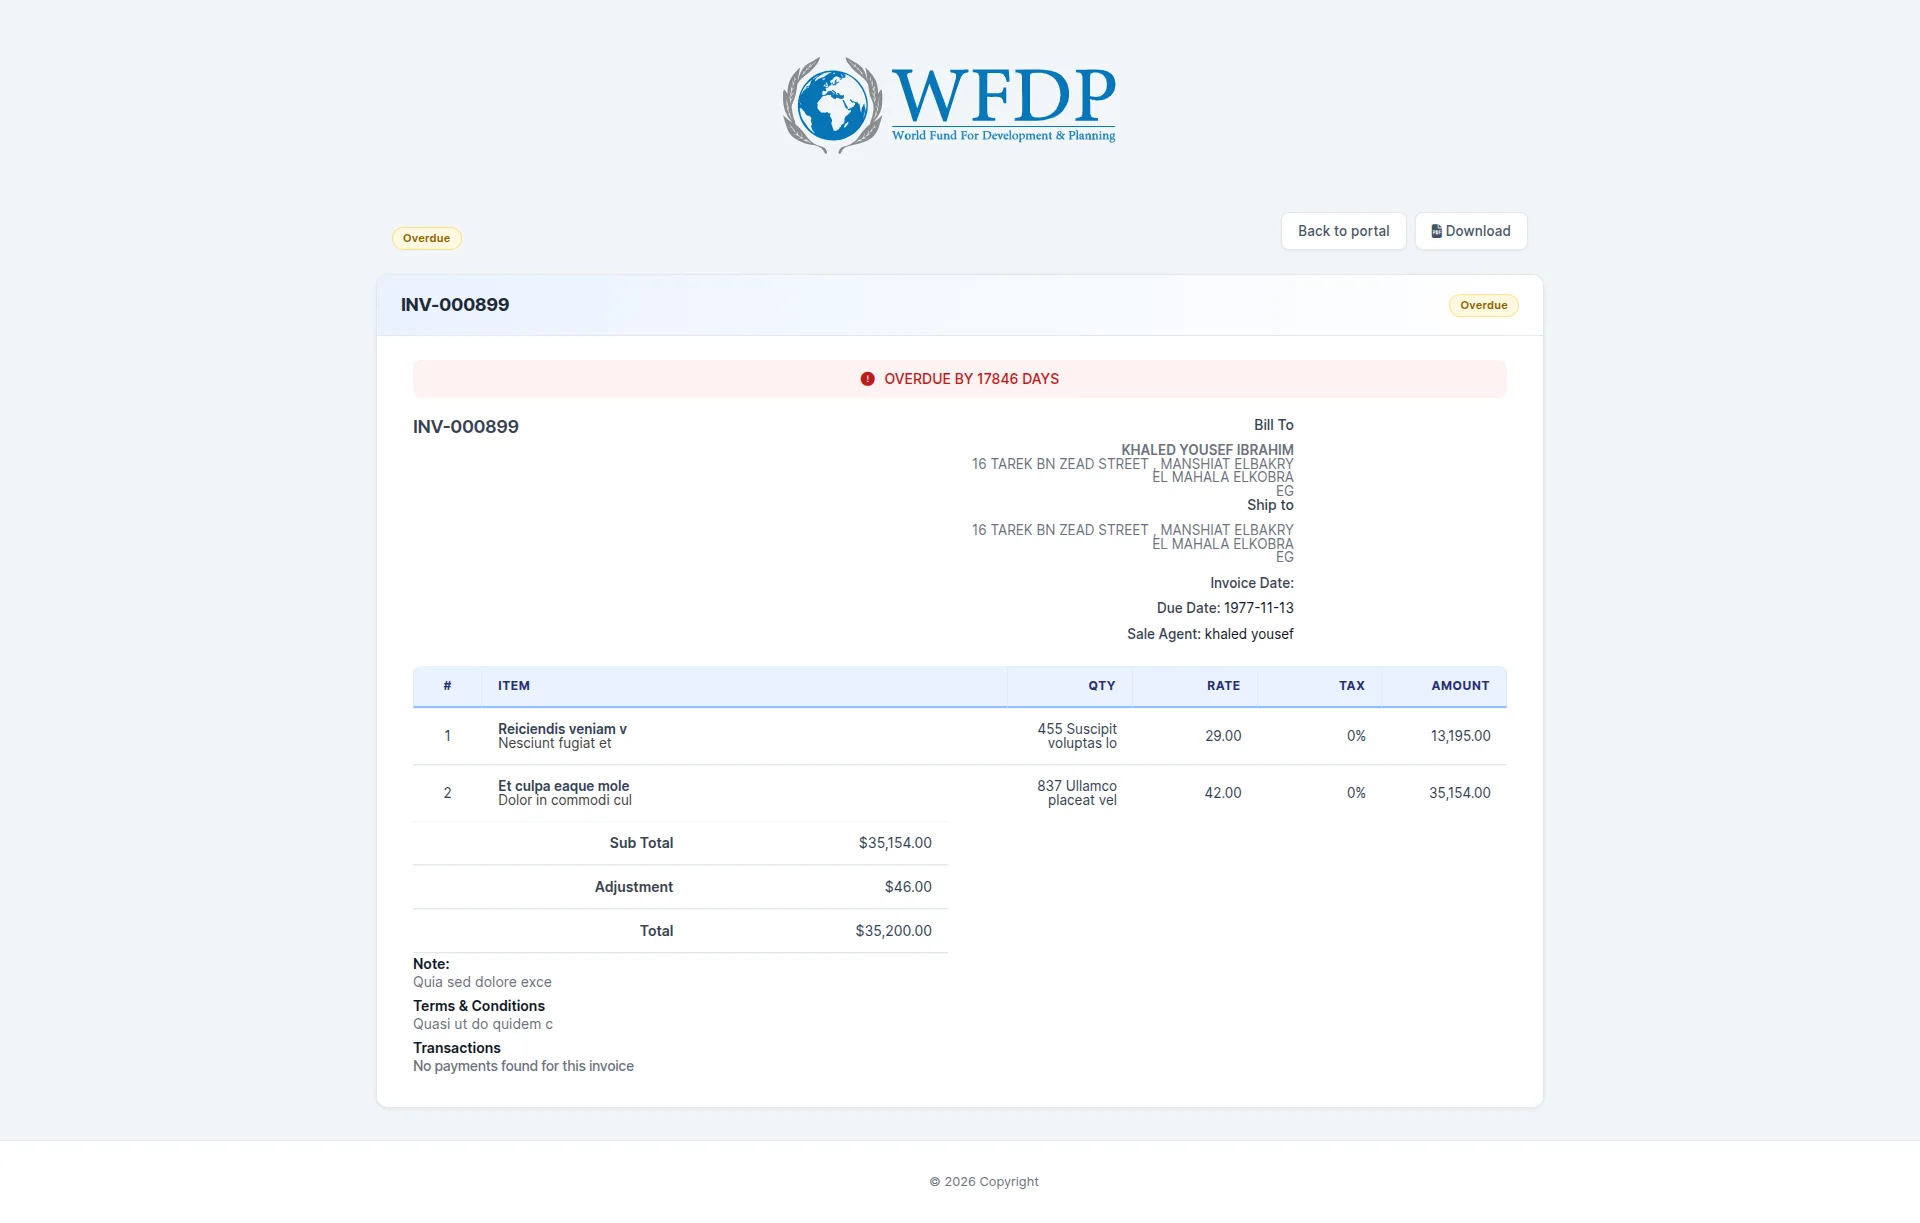 WFDP
World Fund For Development & Planning
Overdue
Back to portal
Download
INV-000899
Overdue
OVERDUE BY 17846 DAYS
INV-000899
Bill To
KHALED YOUSEF IBRAHIM
16 TAREK BN ZEAD STREET , MANSHIAT ELBAKRY
EL MAHALA ELKOBRA
EG
Ship to
16 TAREK BN ZEAD STREET , MANSHIAT ELBAKRY
EL MAHALA ELKOBRA
EG
Invoice Date:
Due Date: 1977-11-13
Sale Agent: khaled yousef
# ITEM QTY RATE TAX AMOUNT
1 Reiciendis veniam v 455 Suscipit 29.00 0% 13,195.00
Nesciunt fugiat et voluptas lo
2 Et culpa eaque mole 837 Ullamco 42.00 0% 35,154.00
Dolor in commodi cul placeat vel
Sub Total $35,154.00
Adjustment $46.00
Total $35,200.00
Note:
Quia sed dolore exce
Terms & Conditions
Quasi ut do quidem c
Transactions
No payments found for this invoice
© 2026 Copyright